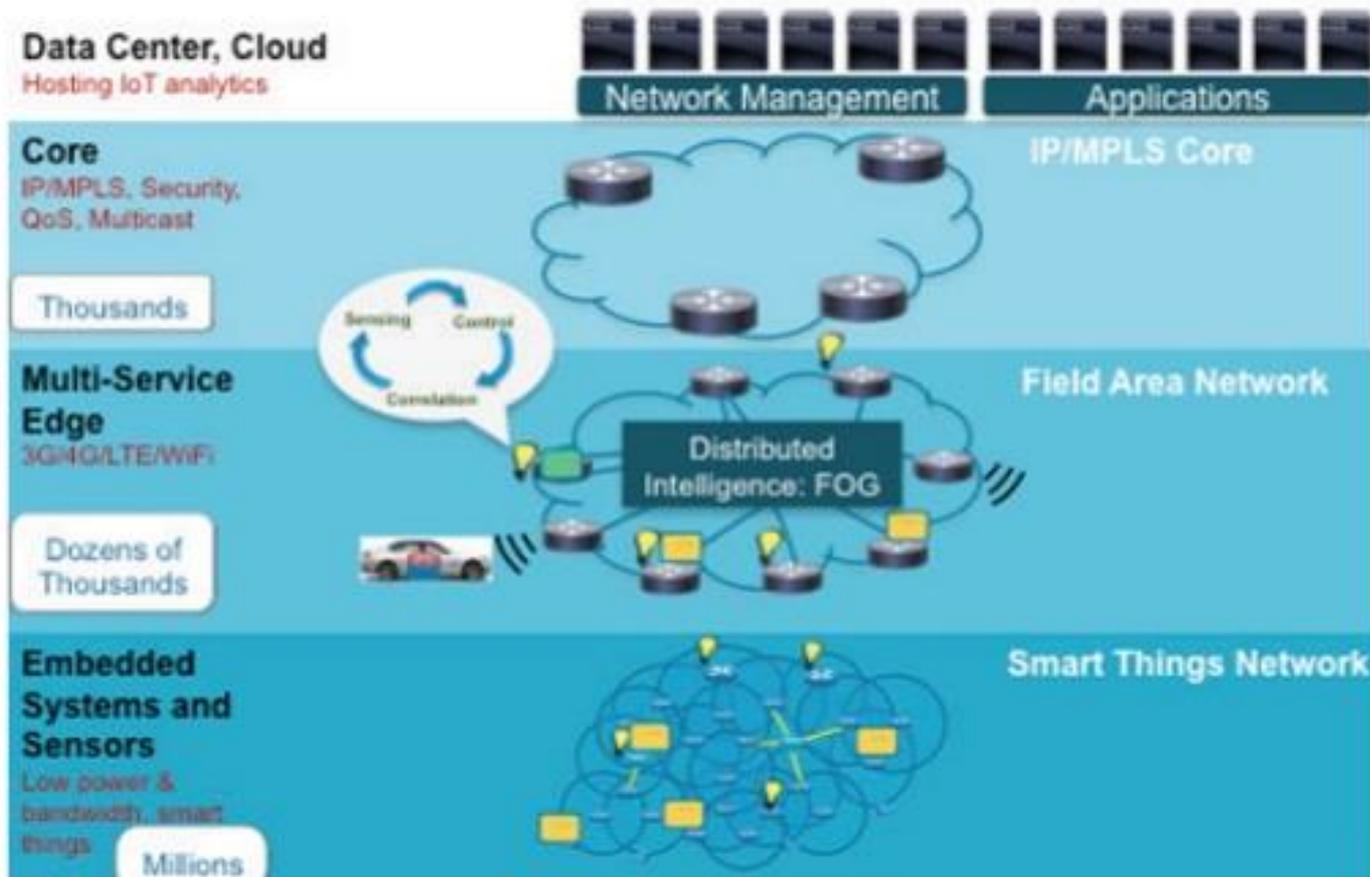 Data Center, Cloud
Hosting IoT analytics
Network Management
Applications
Core
IP/MPLS, Security,
QoS, Multicast
IP/MPLS Core
Thousands
Sensing
Control
Correlation
Multi-Service
Edge
3G/4G/LTE/WiFi
Field Area Network
Distributed
Intelligence: FOG
Dozens of
Thousands
Embedded
Systems and
Sensors
Low power &
bandwidth, smart
things
Smart Things Network
Millions